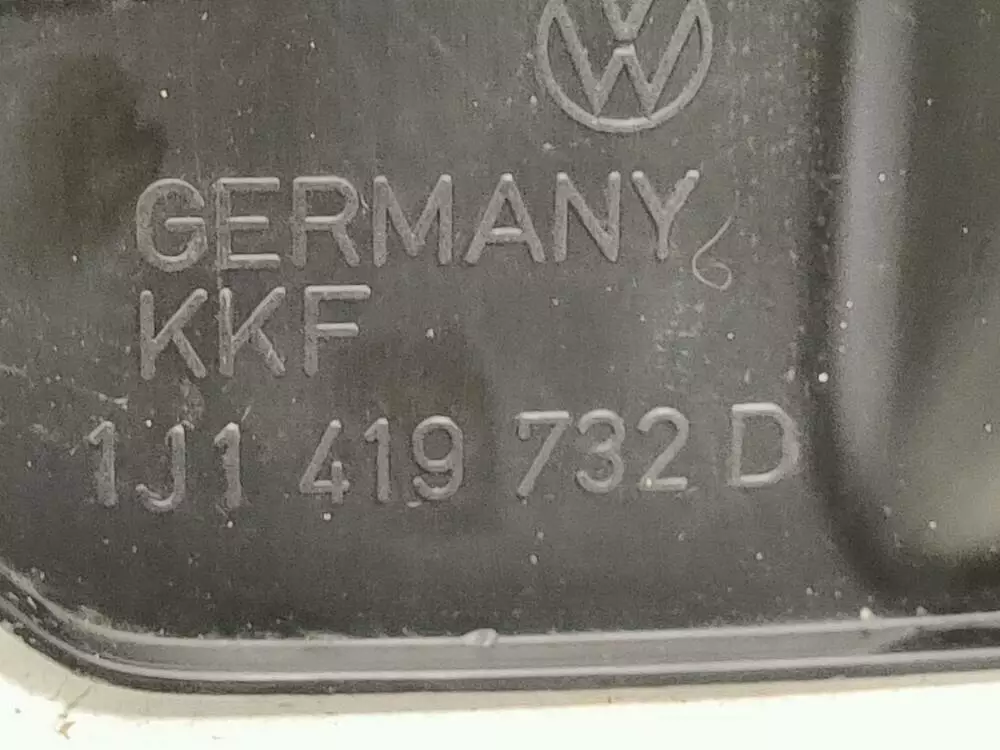 GERMANY
KKF
1J1 419 732 D